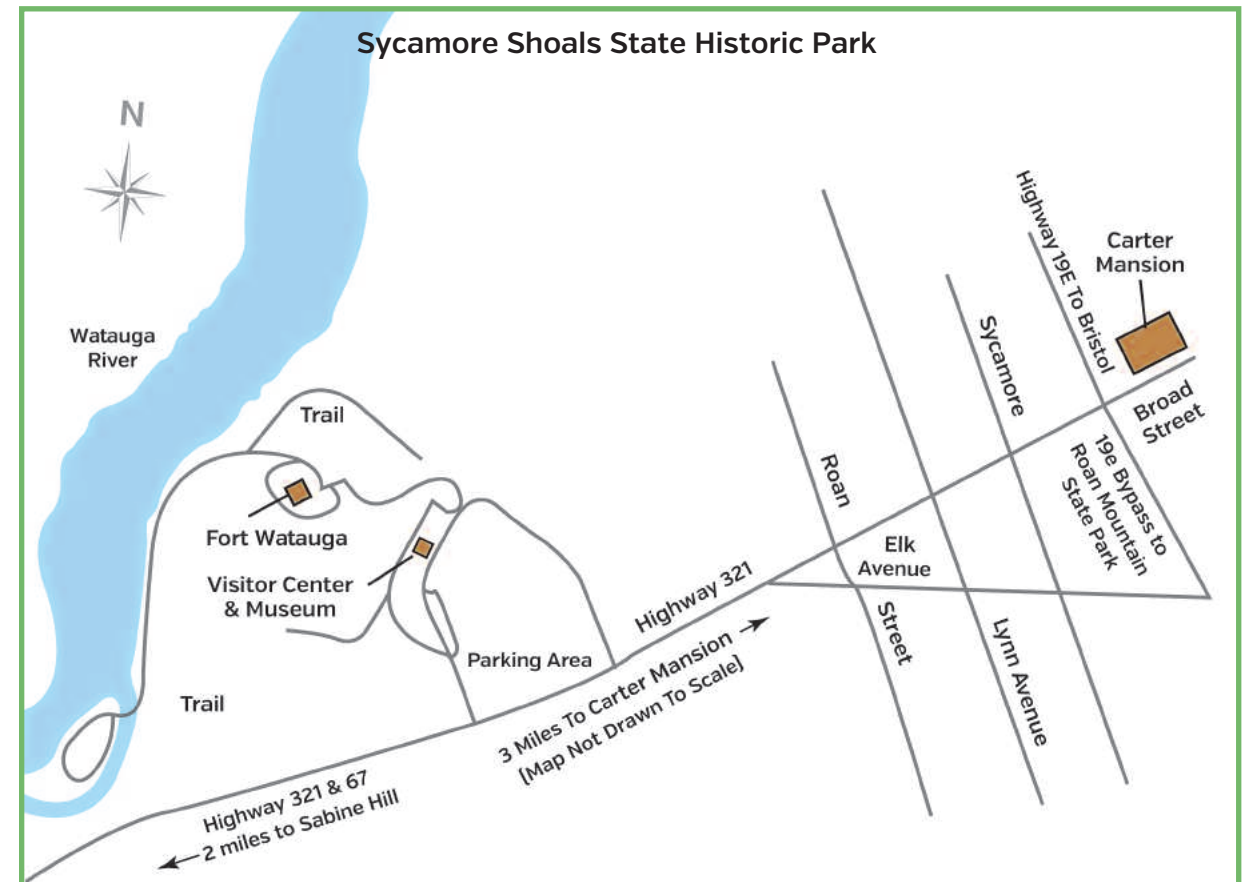 Sycamore Shoals State Historic Park
N
Watauga
River
Trail
Fort Watauga
Visitor Center
& Museum
Trail
Parking Area
Highway 321 & 67
2 miles to Sabine Hill
3 Miles To Carter Mansion
[Map Not Drawn To Scale]
Highway 321
Roan
Street
Elk
Avenue
Lynn Avenue
Sycamore
Highway 19E To Bristol
Carter
Mansion
Broad
Street
19e Bypass to
Roan Mountain
State Park